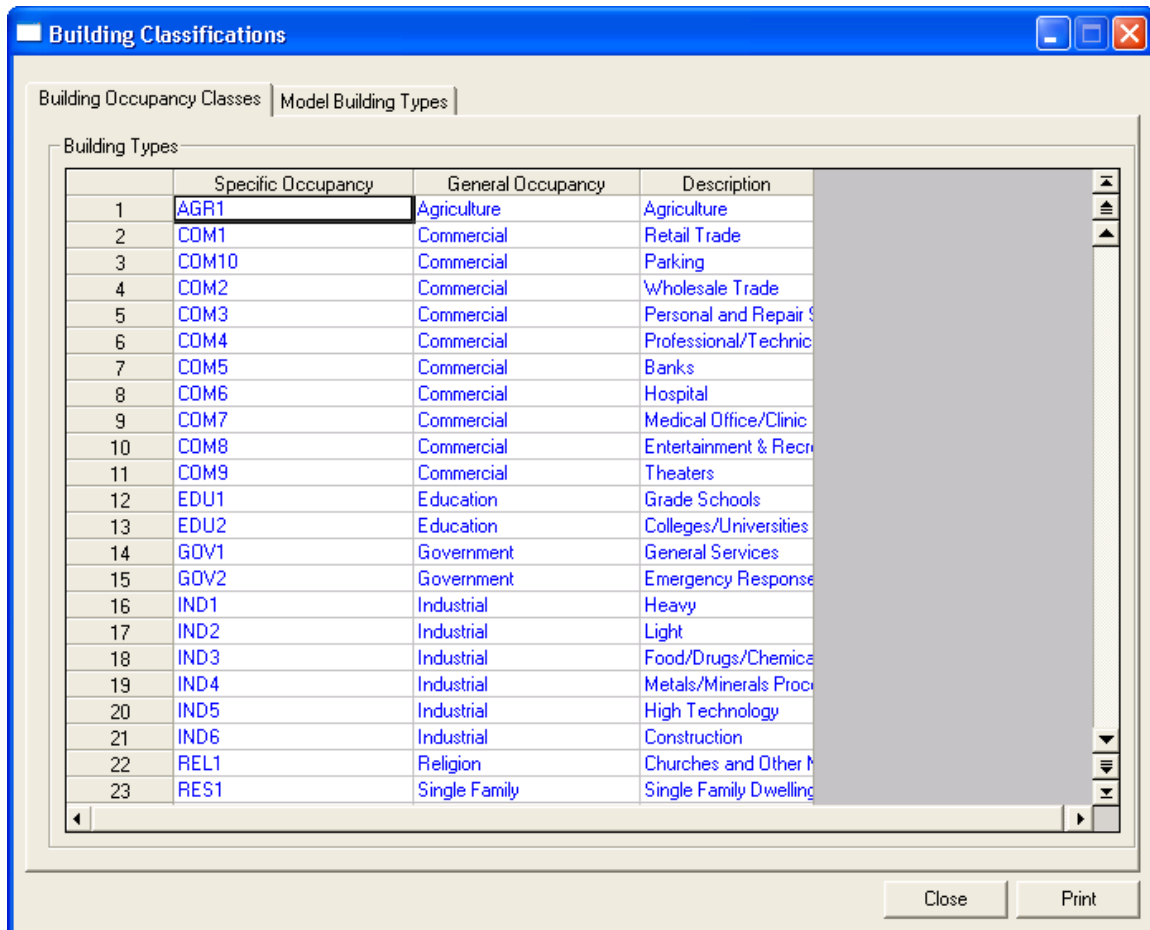 Building Classifications
Building Occupancy Classes Model Building Types
Building Types
Specific Occupancy General Occupancy Description
1 AGR1 Agriculture Agriculture
2 COM1 Commercial Retail Trade
3 COM10 Commercial Parking
4 COM2 Commercial Wholesale Trade
5 COM3 Commercial Personal and Repair S
6 COM4 Commercial Professional/Technic
7 COM5 Commercial Banks
8 COM6 Commercial Hospital
9 COM7 Commercial Medical Office/Clinic
10 COM8 Commercial Entertainment & Recre
11 COM9 Commercial Theaters
12 EDU1 Education Grade Schools
13 EDU2 Education Colleges/Universities
14 GOV1 Government General Services
15 GOV2 Government Emergency Response
16 IND1 Industrial Heavy
17 IND2 Industrial Light
18 IND3 Industrial Food/Drugs/Chemica
19 IND4 Industrial Metals/Minerals Proce
20 IND5 Industrial High Technology
21 IND6 Industrial Construction
22 REL1 Religion Churches and Other N
23 RES1 Single Family Single Family Dwelling
Close Print